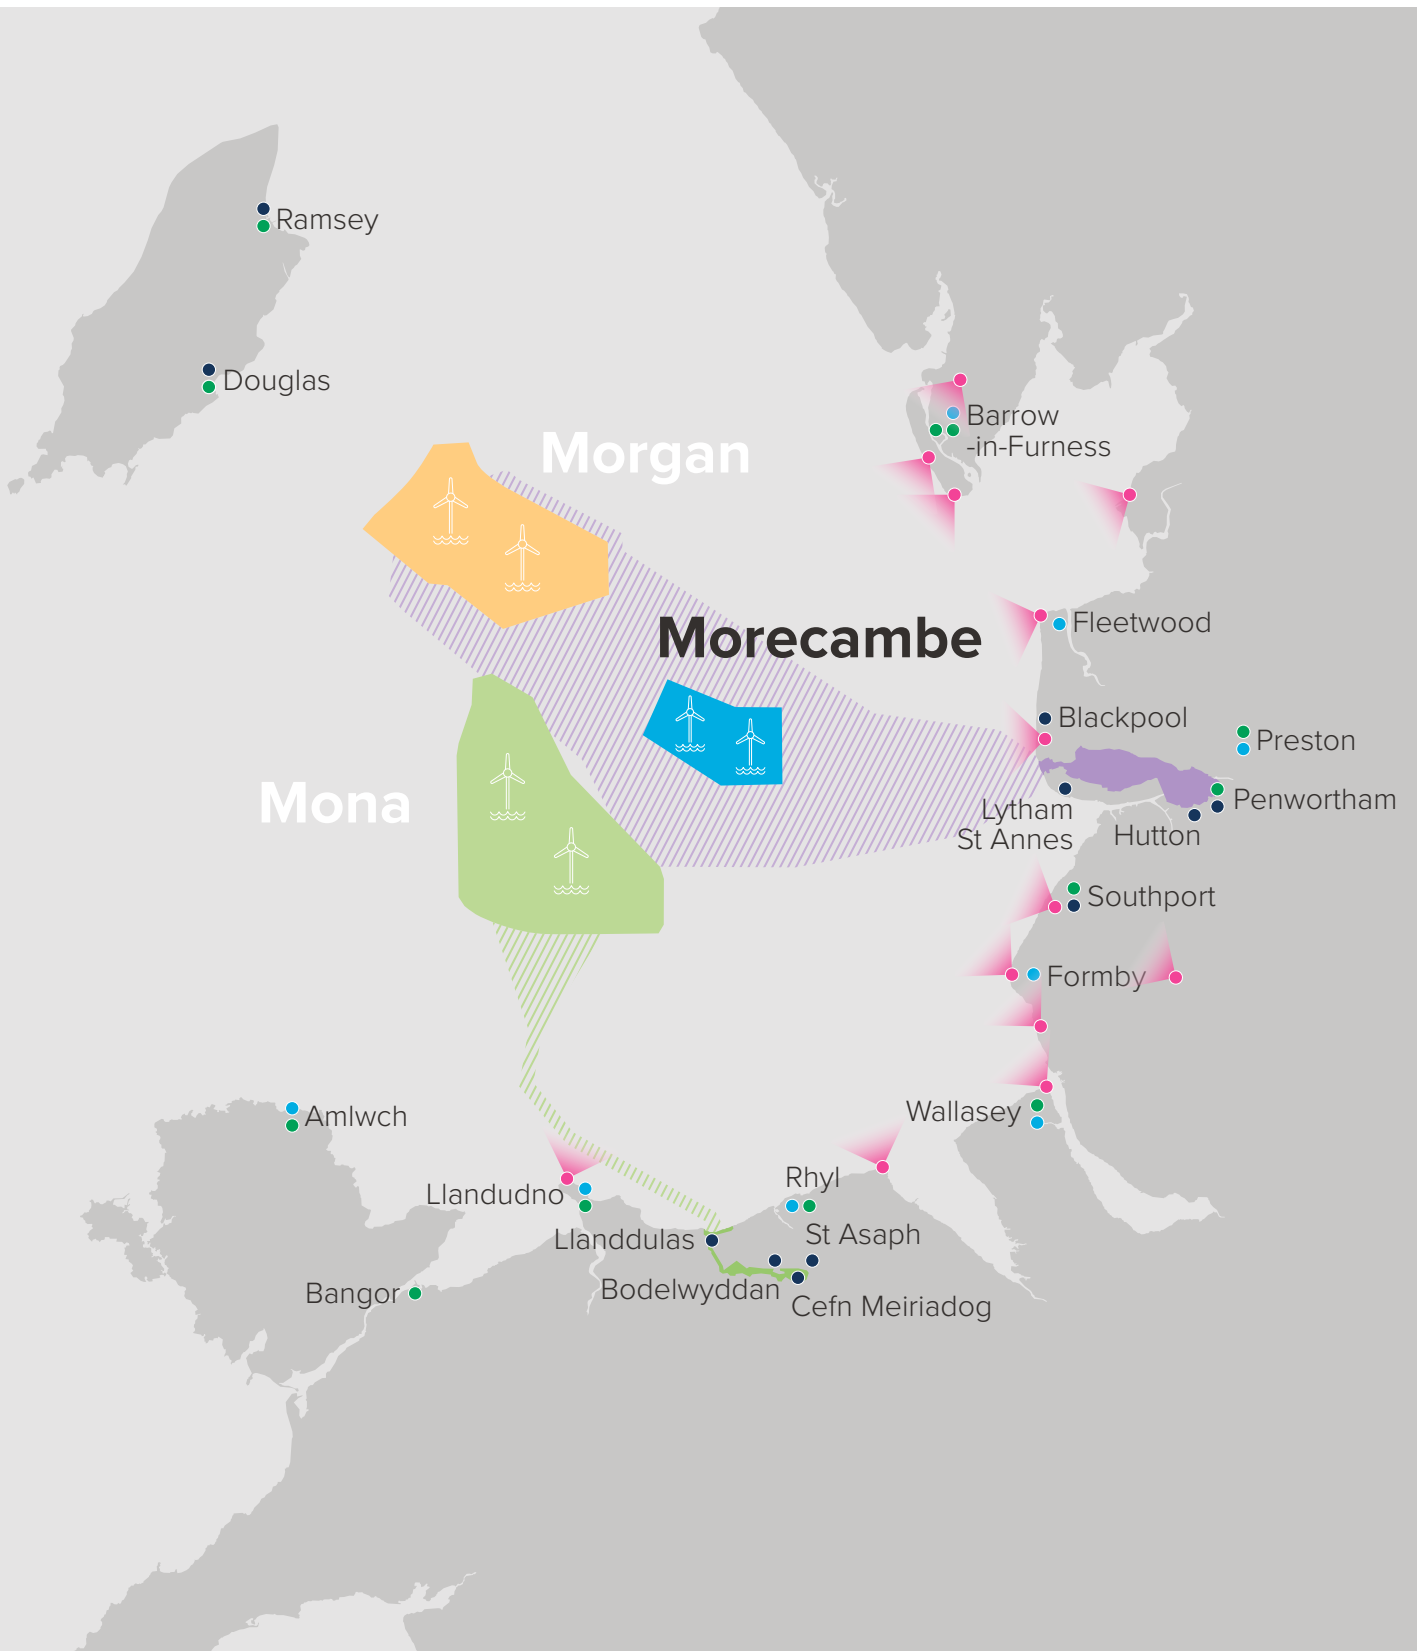 Ramsey
Douglas
Morgan
Barrow
-in-Furness
Morecambe
Fleetwood
Blackpool
Preston
Mona
Lytham
St Annes
Penwortham
Hutton
Southport
Formby
Amlwch
Wallasey
Llandudno
Rhyl
Llanddulas
St Asaph
Bangor
Bodelwyddan
Cefn Meiriadog